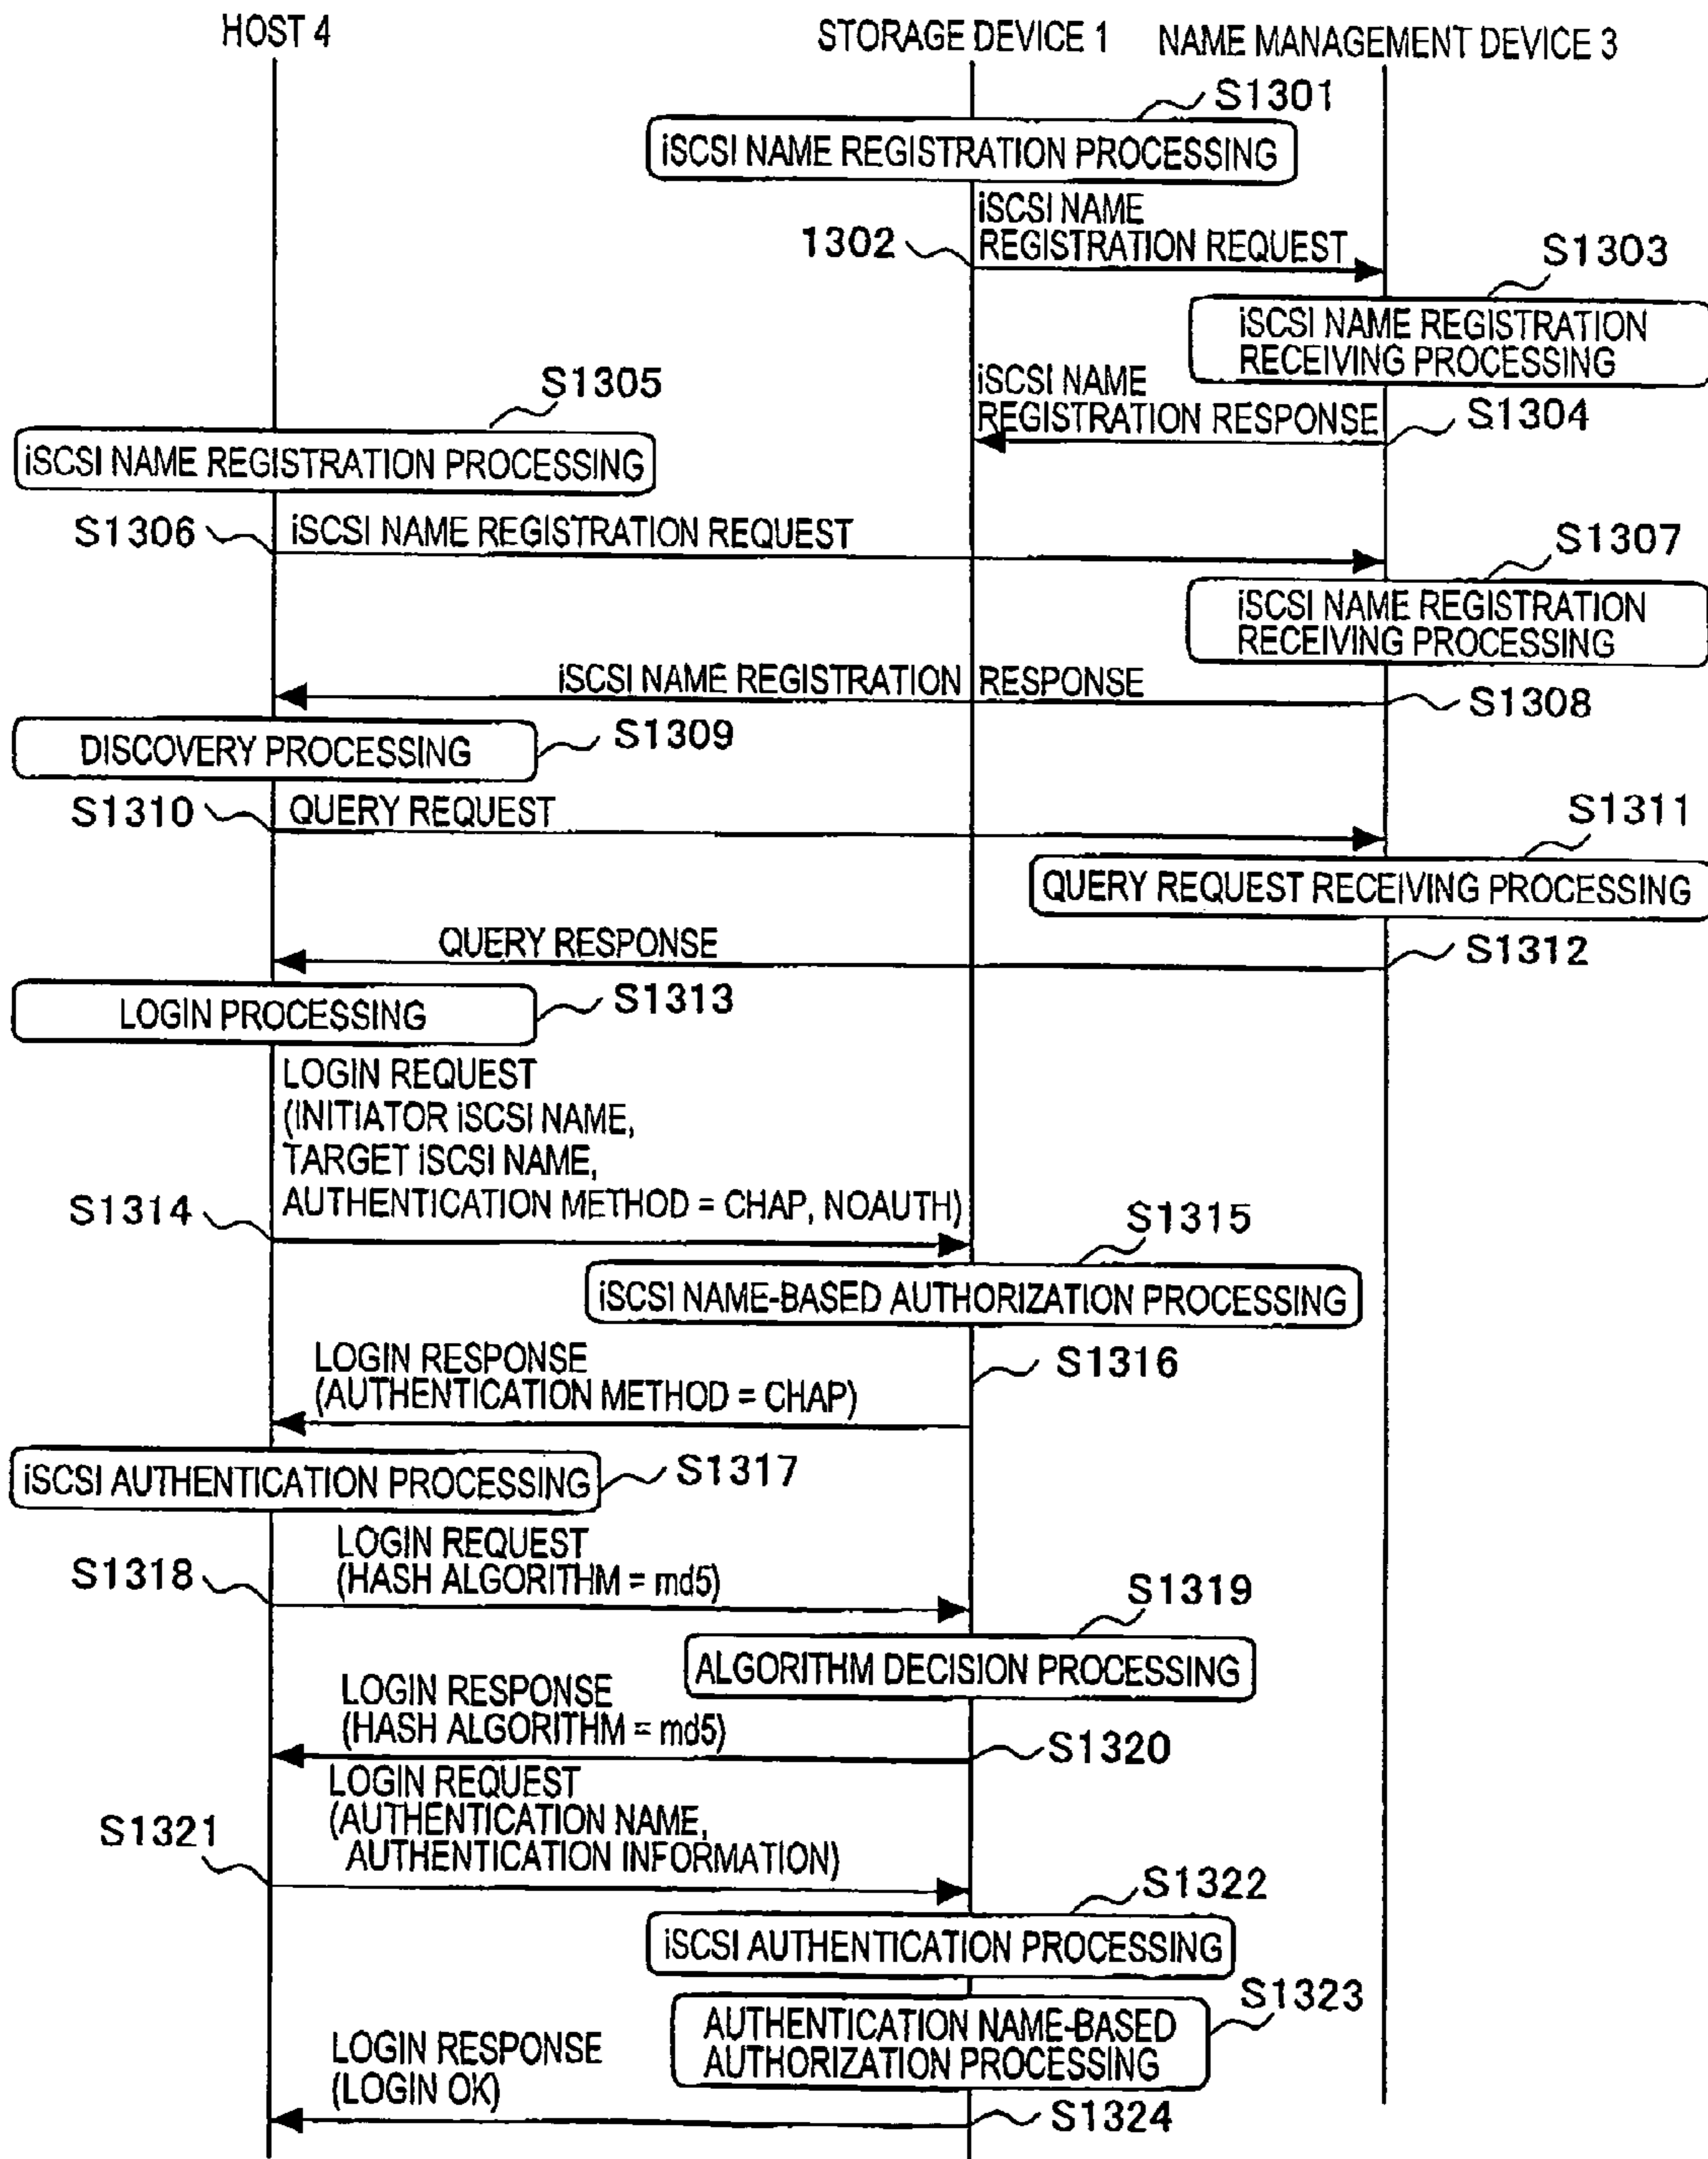 HOST 4
STORAGE DEVICE 1
NAME MANAGEMENT DEVICE 3
S1301
iSCSI NAME REGISTRATION PROCESSING
iSCSI NAME
REGISTRATION REQUEST
1302
S1303
iSCSI NAME REGISTRATION
RECEIVING PROCESSING
iSCSI NAME
REGISTRATION RESPONSE
S1304
S1305
iSCSI NAME REGISTRATION PROCESSING
S1306
iSCSI NAME REGISTRATION REQUEST
S1307
iSCSI NAME REGISTRATION
RECEIVING PROCESSING
iSCSI NAME REGISTRATION RESPONSE
S1308
DISCOVERY PROCESSING
S1309
S1310
QUERY REQUEST
S1311
QUERY REQUEST RECEIVING PROCESSING
QUERY RESPONSE
S1312
LOGIN PROCESSING
S1313
LOGIN REQUEST
(INITIATOR iSCSI NAME,
TARGET iSCSI NAME,
AUTHENTICATION METHOD = CHAP, NOAUTH)
S1314
S1315
iSCSI NAME-BASED AUTHORIZATION PROCESSING
LOGIN RESPONSE
(AUTHENTICATION METHOD = CHAP)
S1316
iSCSI AUTHENTICATION PROCESSING
S1317
LOGIN REQUEST
(HASH ALGORITHM = md5)
S1318
S1319
ALGORITHM DECISION PROCESSING
LOGIN RESPONSE
(HASH ALGORITHM = md5)
S1320
LOGIN REQUEST
(AUTHENTICATION NAME,
AUTHENTICATION INFORMATION)
S1321
S1322
iSCSI AUTHENTICATION PROCESSING
S1323
AUTHENTICATION NAME-BASED
AUTHORIZATION PROCESSING
LOGIN RESPONSE
(LOGIN OK)
S1324